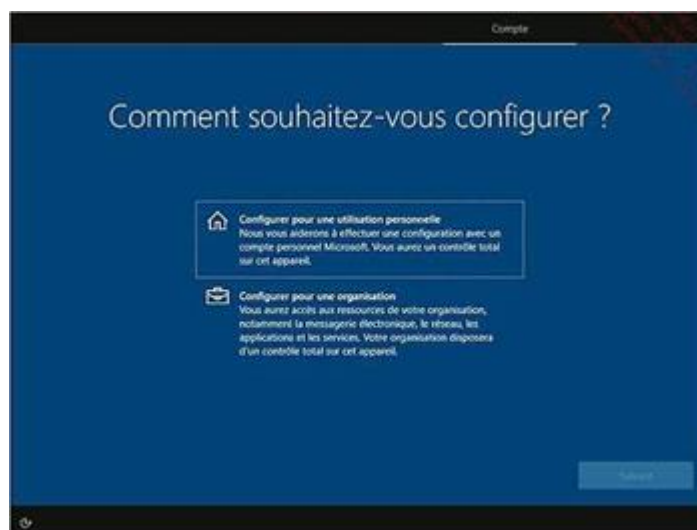 Compte
Comment souhaitez-vous configurer ?
Configurer pour une utilisation personnelle
Nous vous aiderons à effectuer une configuration avec un
compte personnel Microsoft. Vous aurez un contrôle total
sur cet appareil.
Configurer pour une organisation
Vous aurez accès aux ressources de votre organisation,
notamment la messagerie électronique, le réseau, les
applications et les services. Votre organisation disposera
d'un contrôle total sur cet appareil.
Suivant